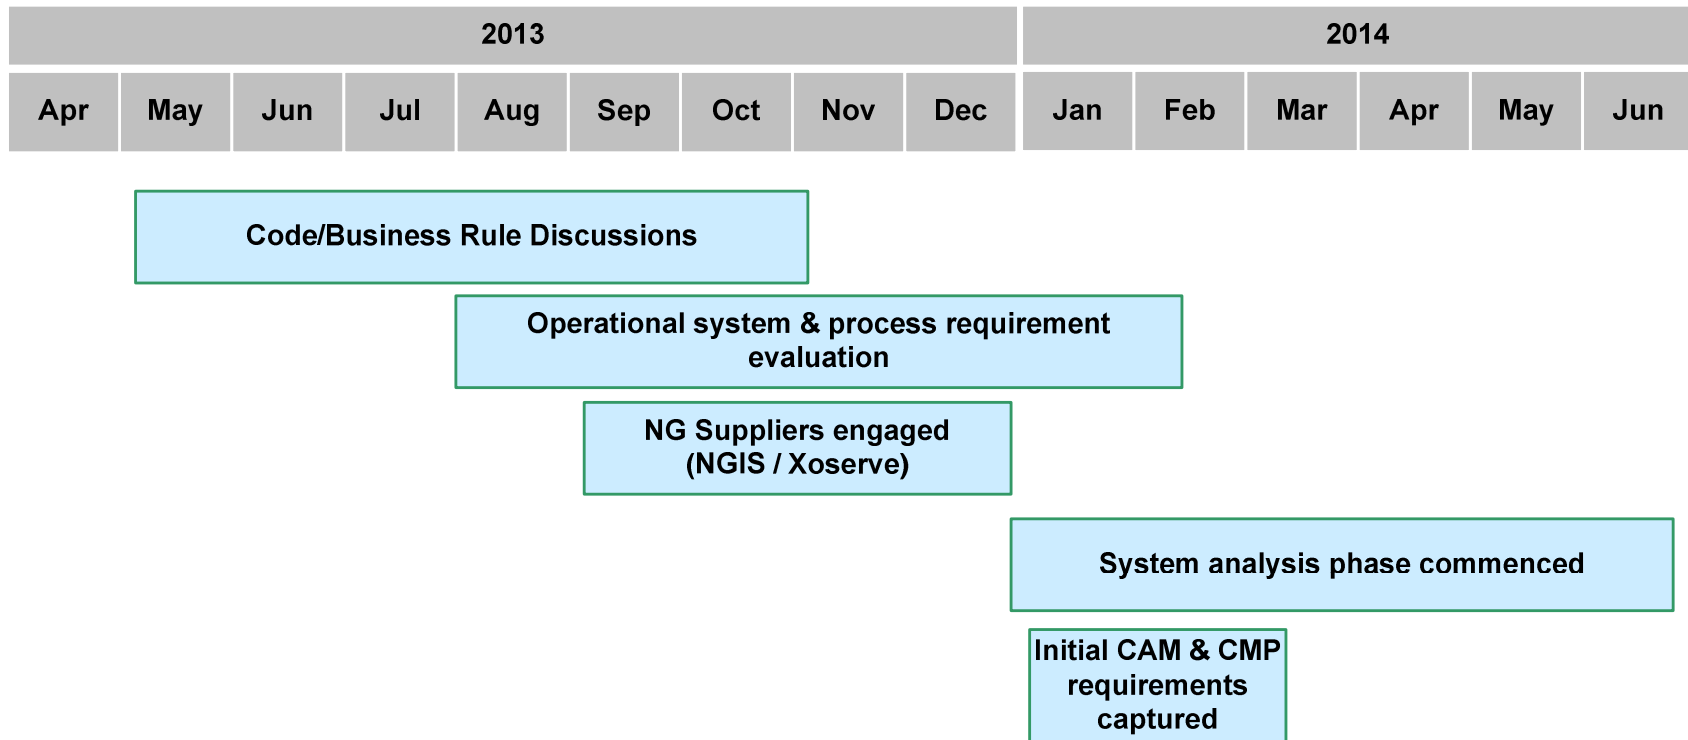 2013 2014
Apr May Jun Jul Aug Sep Oct Nov Dec Jan Feb Mar Apr May Jun
Code/Business Rule Discussions
Operational system & process requirement
evaluation
NG Suppliers engaged
(NGIS / Xoserve)
System analysis phase commenced
Initial CAM & CMP
requirements
captured